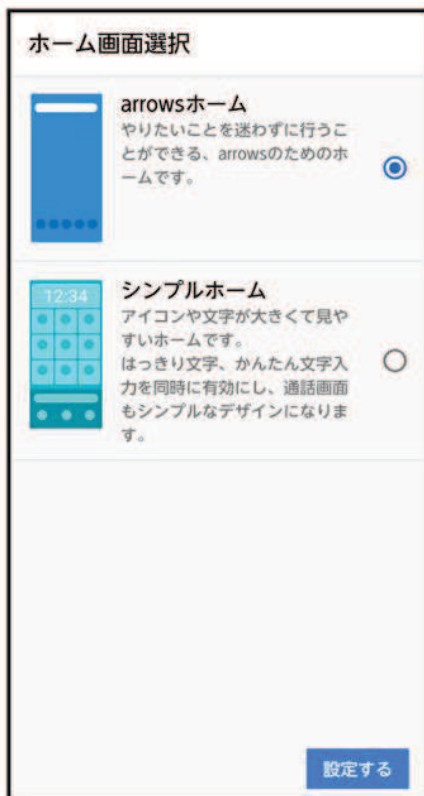 ホーム画面選択
arrowsホーム
やりたいことを迷わずに行うこ
とができる、arrowsのためのホ
ームです。
12:34
シンプルホーム
アイコンや文字が大きくて見や
すいホームです。
はっきり文字、かんたん文字入
力を同時に有効にし、通話画面
もシンプルなデザインになりま
す。
設定する